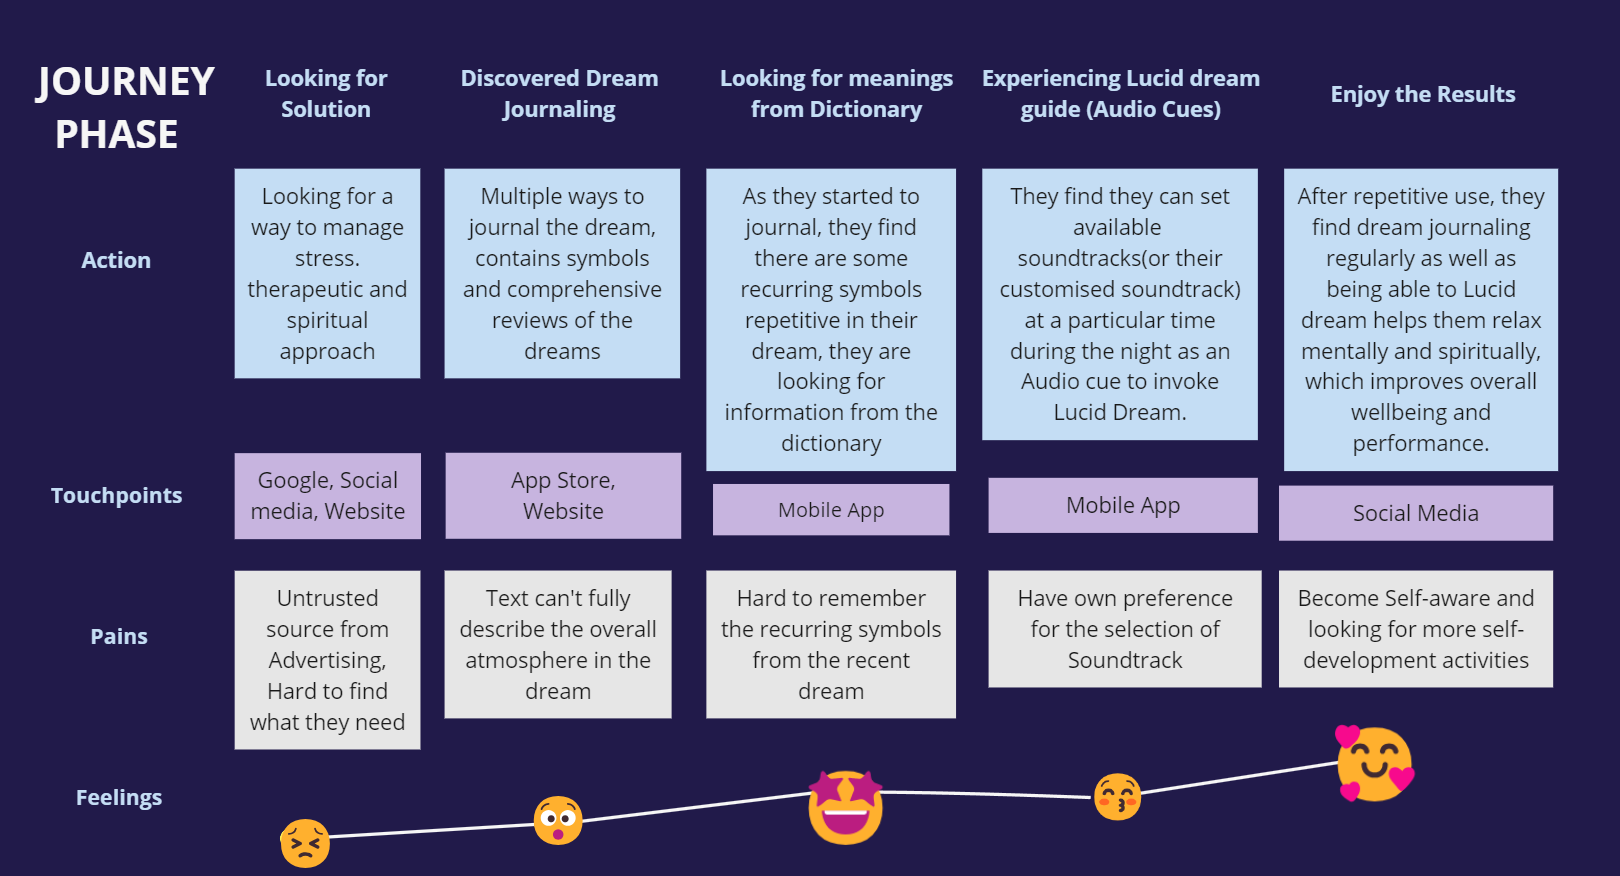 JOURNEY
PHASE
Looking for
Solution
Discovered Dream
Journaling
Looking for meanings
from Dictionary
Experiencing Lucid dream
guide (Audio Cues)
Enjoy the Results
Action
Looking for a
way to manage
stress.
therapeutic and
spiritual
approach
Multiple ways to
journal the dream,
contains symbols
and comprehensive
reviews of the
dreams
As they started to
journal, they find
there are some
recurring symbols
repetitive in their
dream, they are
looking for
information from the
dictionary
They find they can set
available
soundtracks(or their
customised soundtrack)
at a particular time
during the night as an
Audio cue to invoke
Lucid Dream.
After repetitive use, they
find dream journaling
regularly as well as
being able to Lucid
dream helps them relax
mentally and spiritually,
which improves overall
wellbeing and
performance.
Touchpoints
Google, Social
media, Website
App Store,
Website
Mobile App
Mobile App
Social Media
Pains
Untrusted
source from
Advertising,
Hard to find
what they need
Text can't fully
describe the overall
atmosphere in the
dream
Hard to remember
the recurring symbols
from the recent
dream
Have own preference
for the selection of
Soundtrack
Become Self-aware and
looking for more self-
development activities
Feelings